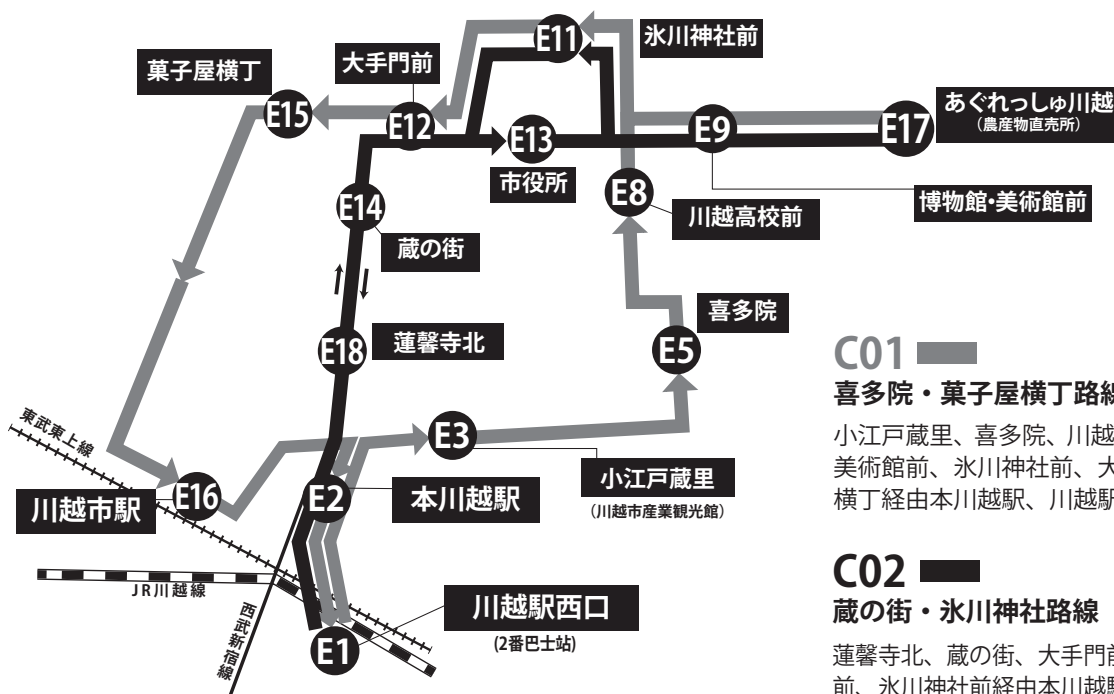 E11
氷川神社前
菓子屋横丁
大手門前
E15
E12
E13
市役所
E9
E17
あぐれっしゅ川越
（農産物直売所）
博物館・美術館前
E14
蔵の街
E8
川越高校前
喜多院
E18
蓮馨寺北
E5
C01
喜多院・菓子屋横丁路線
小江戸蔵里、喜多院、川越
美術館前、氷川神社前、大
横丁経由本川越駅、川越駅
東武東上線
E3
小江戸蔵里
（川越市産業観光館）
E16
川越市駅
E2
本川越駅
JR川越線
西武新宿線
川越駅西口
(2番巴士站)
E1
C02
蔵の街・氷川神社路線
蓮馨寺北、蔵の街、大手門前
前、氷川神社前経由本川越駅